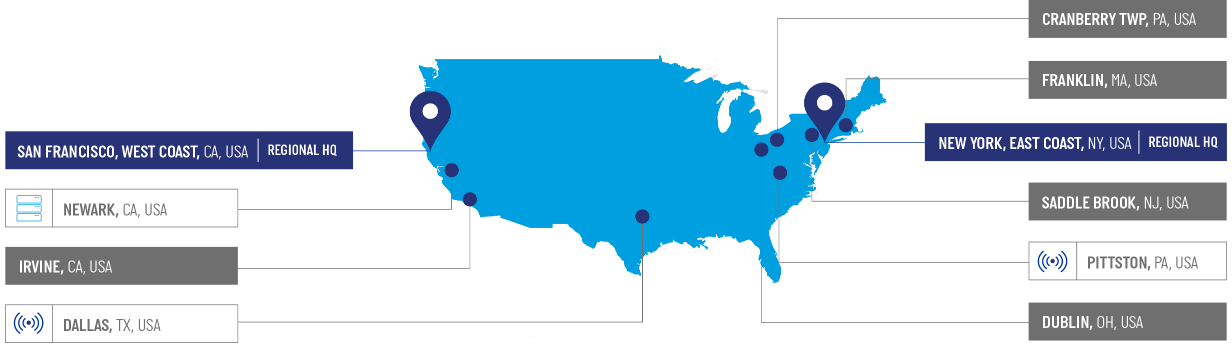 SAN FRANCISCO, WEST COAST, CA, USA | REGIONAL HQ
NEWARK, CA, USA
IRVINE, CA, USA
DALLAS, TX, USA
CRANBERRY TWP, PA, USA
FRANKLIN, MA, USA
NEW YORK, EAST COAST, NY, USA | REGIONAL HQ
SADDLE BROOK, NJ, USA
PITTSTON, PA, USA
DUBLIN, OH, USA